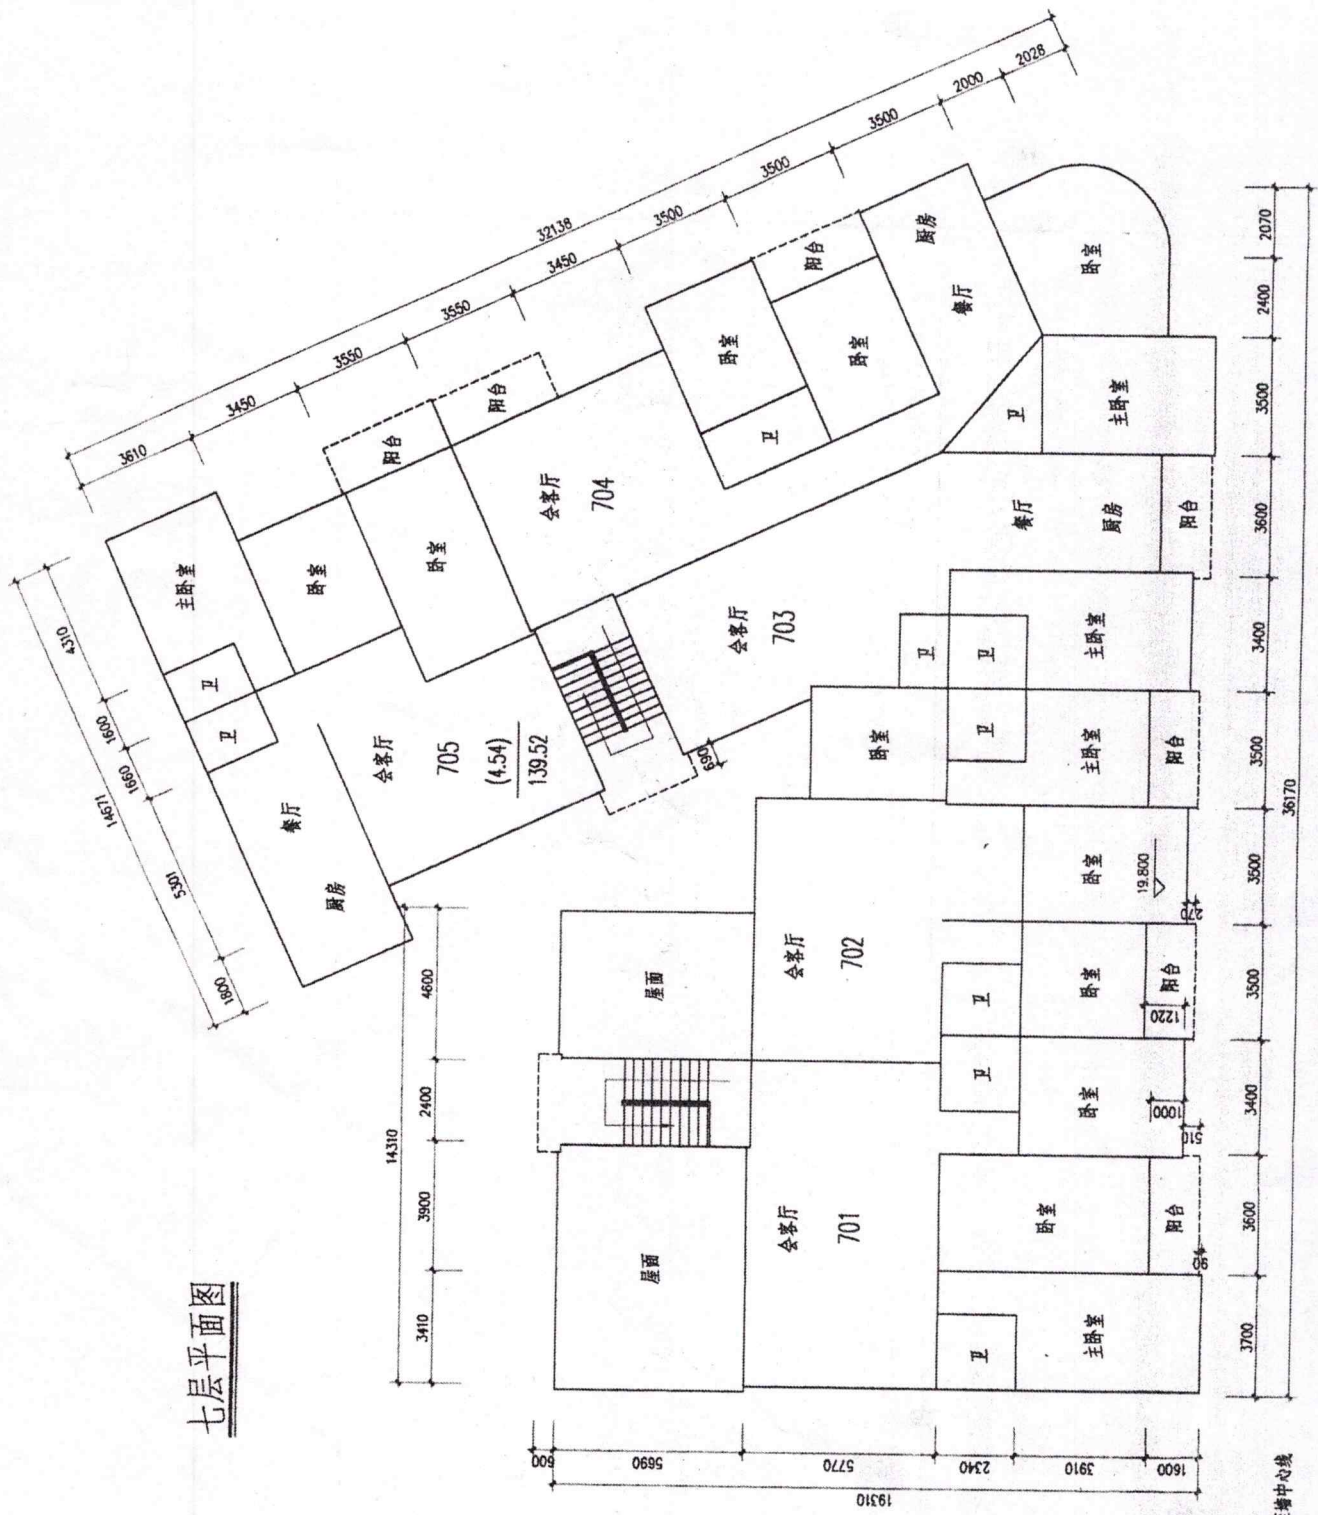 七层平面图
14671
4310
1600
1660
5301
1800
32138
3610
3450
3550
3550
3450
3500
3500
3500
2000
2028
主卧室
卫
卫
餐厅
厨房
卧室
卧室
阳台
会客厅
705
(4.54)
139.52
阳台
会客厅
704
卧室
卫
卧室
阳台
厨房
餐厅
卧室
主卧室
卫
餐厅
厨房
阳台
会客厅
703
690
卫
卫
主卧室
卧室
卫
主卧室
阳台
会客厅
702
卧室
19.800
270
卫
卧室
阳台
1220
屋面
屋面
会客厅
701
卫
卧室
1000
510
卧室
阳台
90
卫
主卧室
14310
3410
3900
2400
4600
600
5690
5770
2340
3910
1600
19310
3700
3600
3400
3500
3500
3500
3400
3600
3500
2400
2070
36170
墙中心线